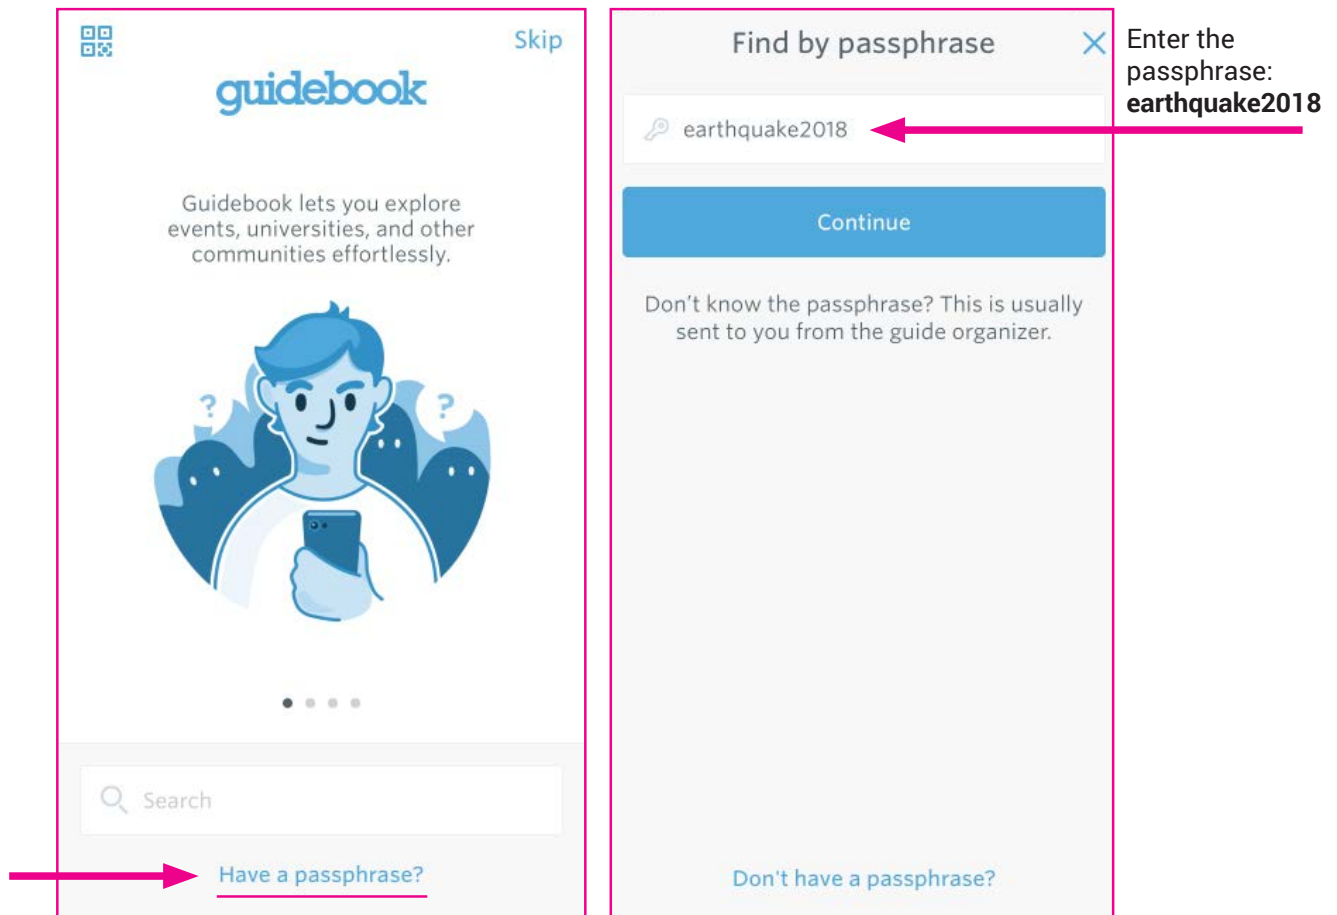 Skip
guidebook
Guidebook lets you explore
events, universities, and other
communities effortlessly.
?
?
Search
Have a passphrase?
Find by passphrase
earthquake2018
Continue
Don't know the passphrase? This is usually
sent to you from the guide organizer.
Don't have a passphrase?
Enter the
passphrase:
earthquake2018